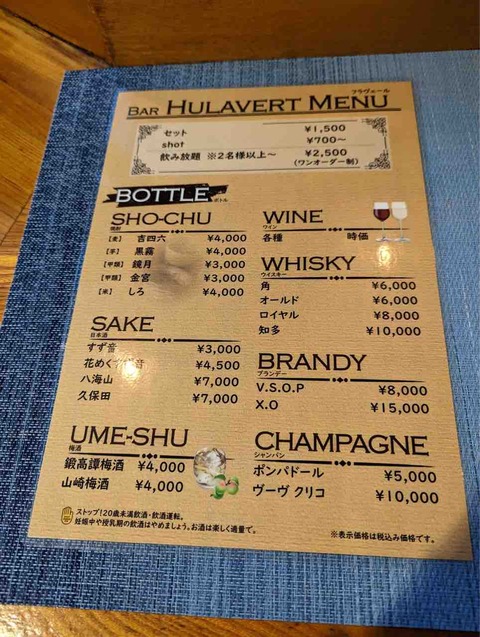 フラヴェール
BAR HULAVERT MENU
セット ¥1,500
shot ¥700〜
飲み放題 ※2名様以上〜 ¥2,500
(ワンオーダー制)
BOTTLE ボトル
SHO-CHU
焼酎
【麦】 吉四六 ¥4,000
【芋】 黒霧 ¥4,000
【甲類】 鏡月 ¥3,000
【甲類】 金宮 ¥3,000
【米】 しろ ¥4,000
SAKE
日本酒
すず音 ¥3,000
花めくすず音 ¥4,500
八海山 ¥7,000
久保田 ¥7,000
UME-SHU
梅酒
鍛高譚梅酒 ¥4,000
山崎梅酒 ¥4,000
WINE
ワイン
各種 時価
WHISKY
ウイスキー
角 ¥6,000
オールド ¥6,000
ロイヤル ¥8,000
知多 ¥10,000
BRANDY
ブランデー
V.S.O.P ¥8,000
X.O ¥15,000
CHAMPAGNE
シャンパン
ポンパドール ¥5,000
ヴーヴ クリコ ¥10,000
ストップ!20歳未満飲酒・飲酒運転。
妊娠中や授乳期の飲酒はやめましょう。お酒は楽しく適量で。
※表示価格は税込み価格です。